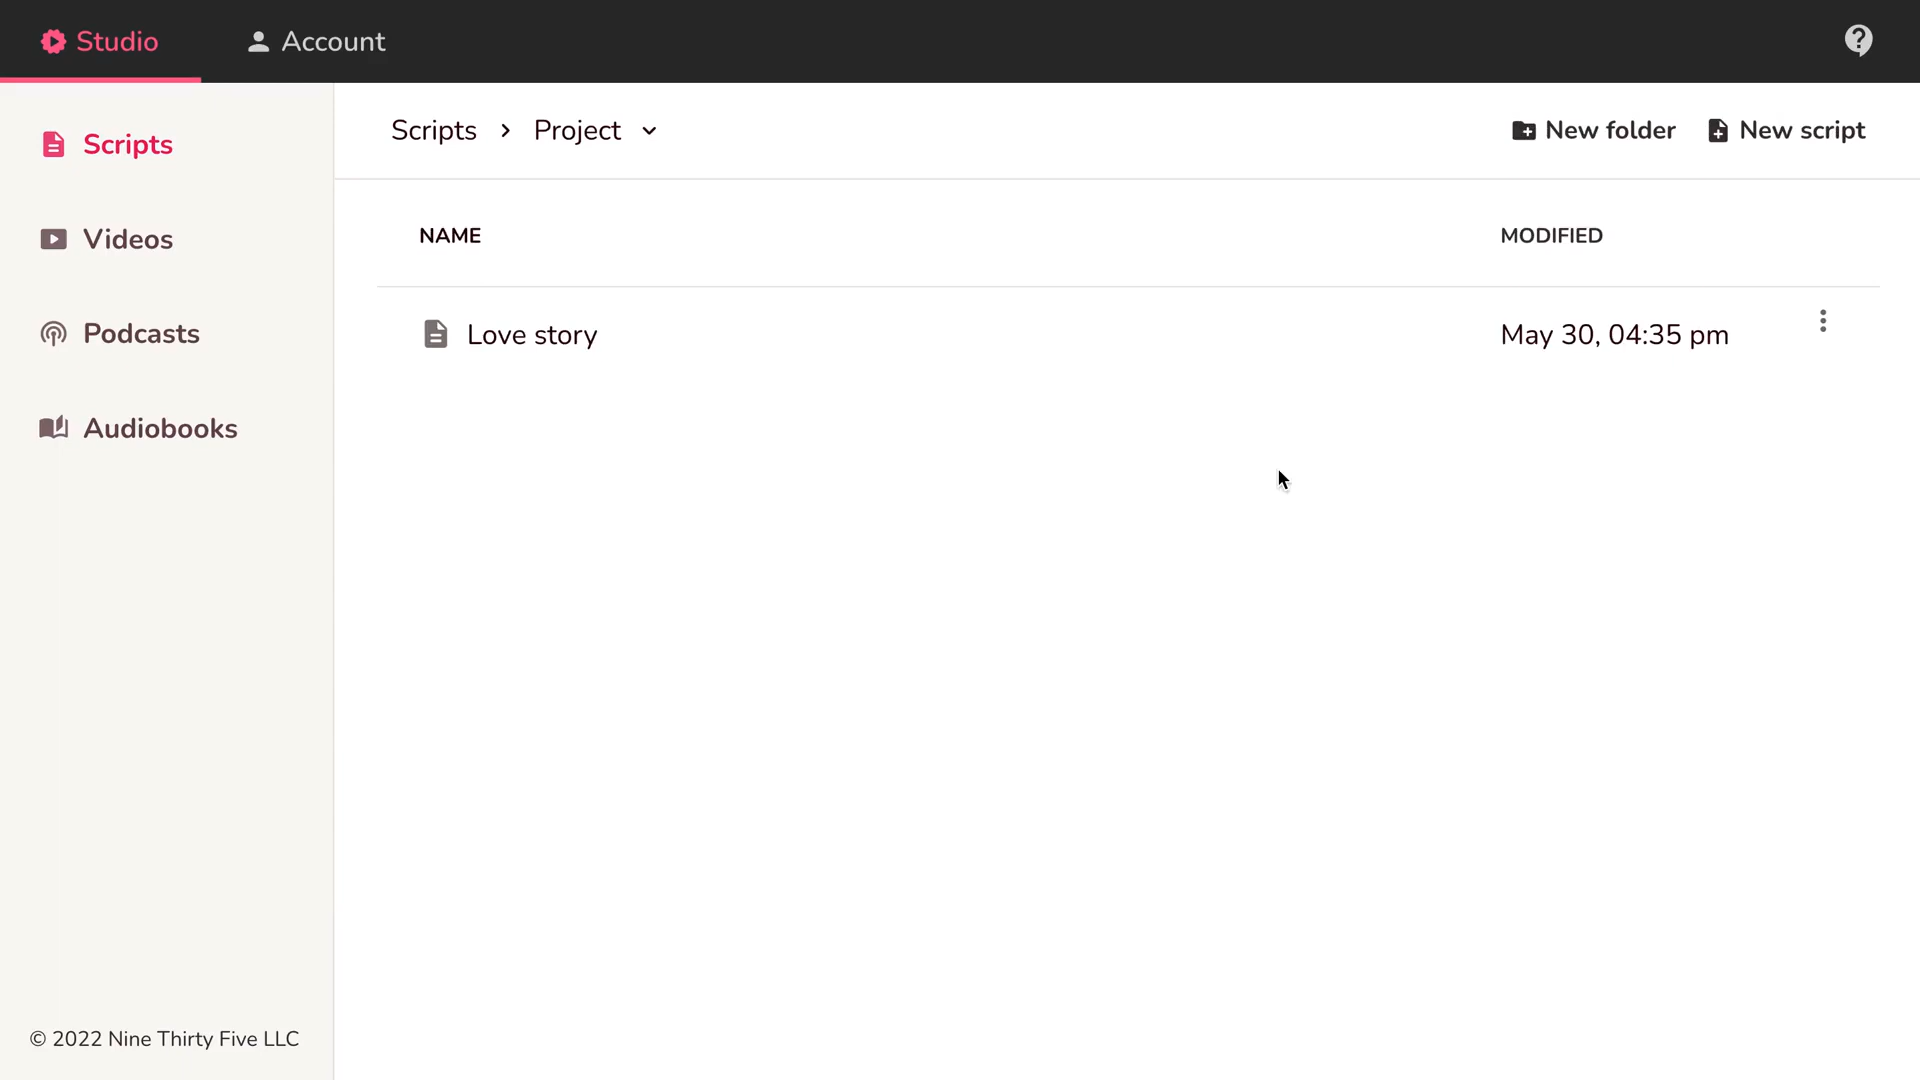 Studio
Account
Scripts
Videos
Podcasts
Audiobooks
© 2022 Nine Thirty Five LLC
Scripts > Project
New folder
New script
NAME
MODIFIED
Love story
May 30, 04:35 pm